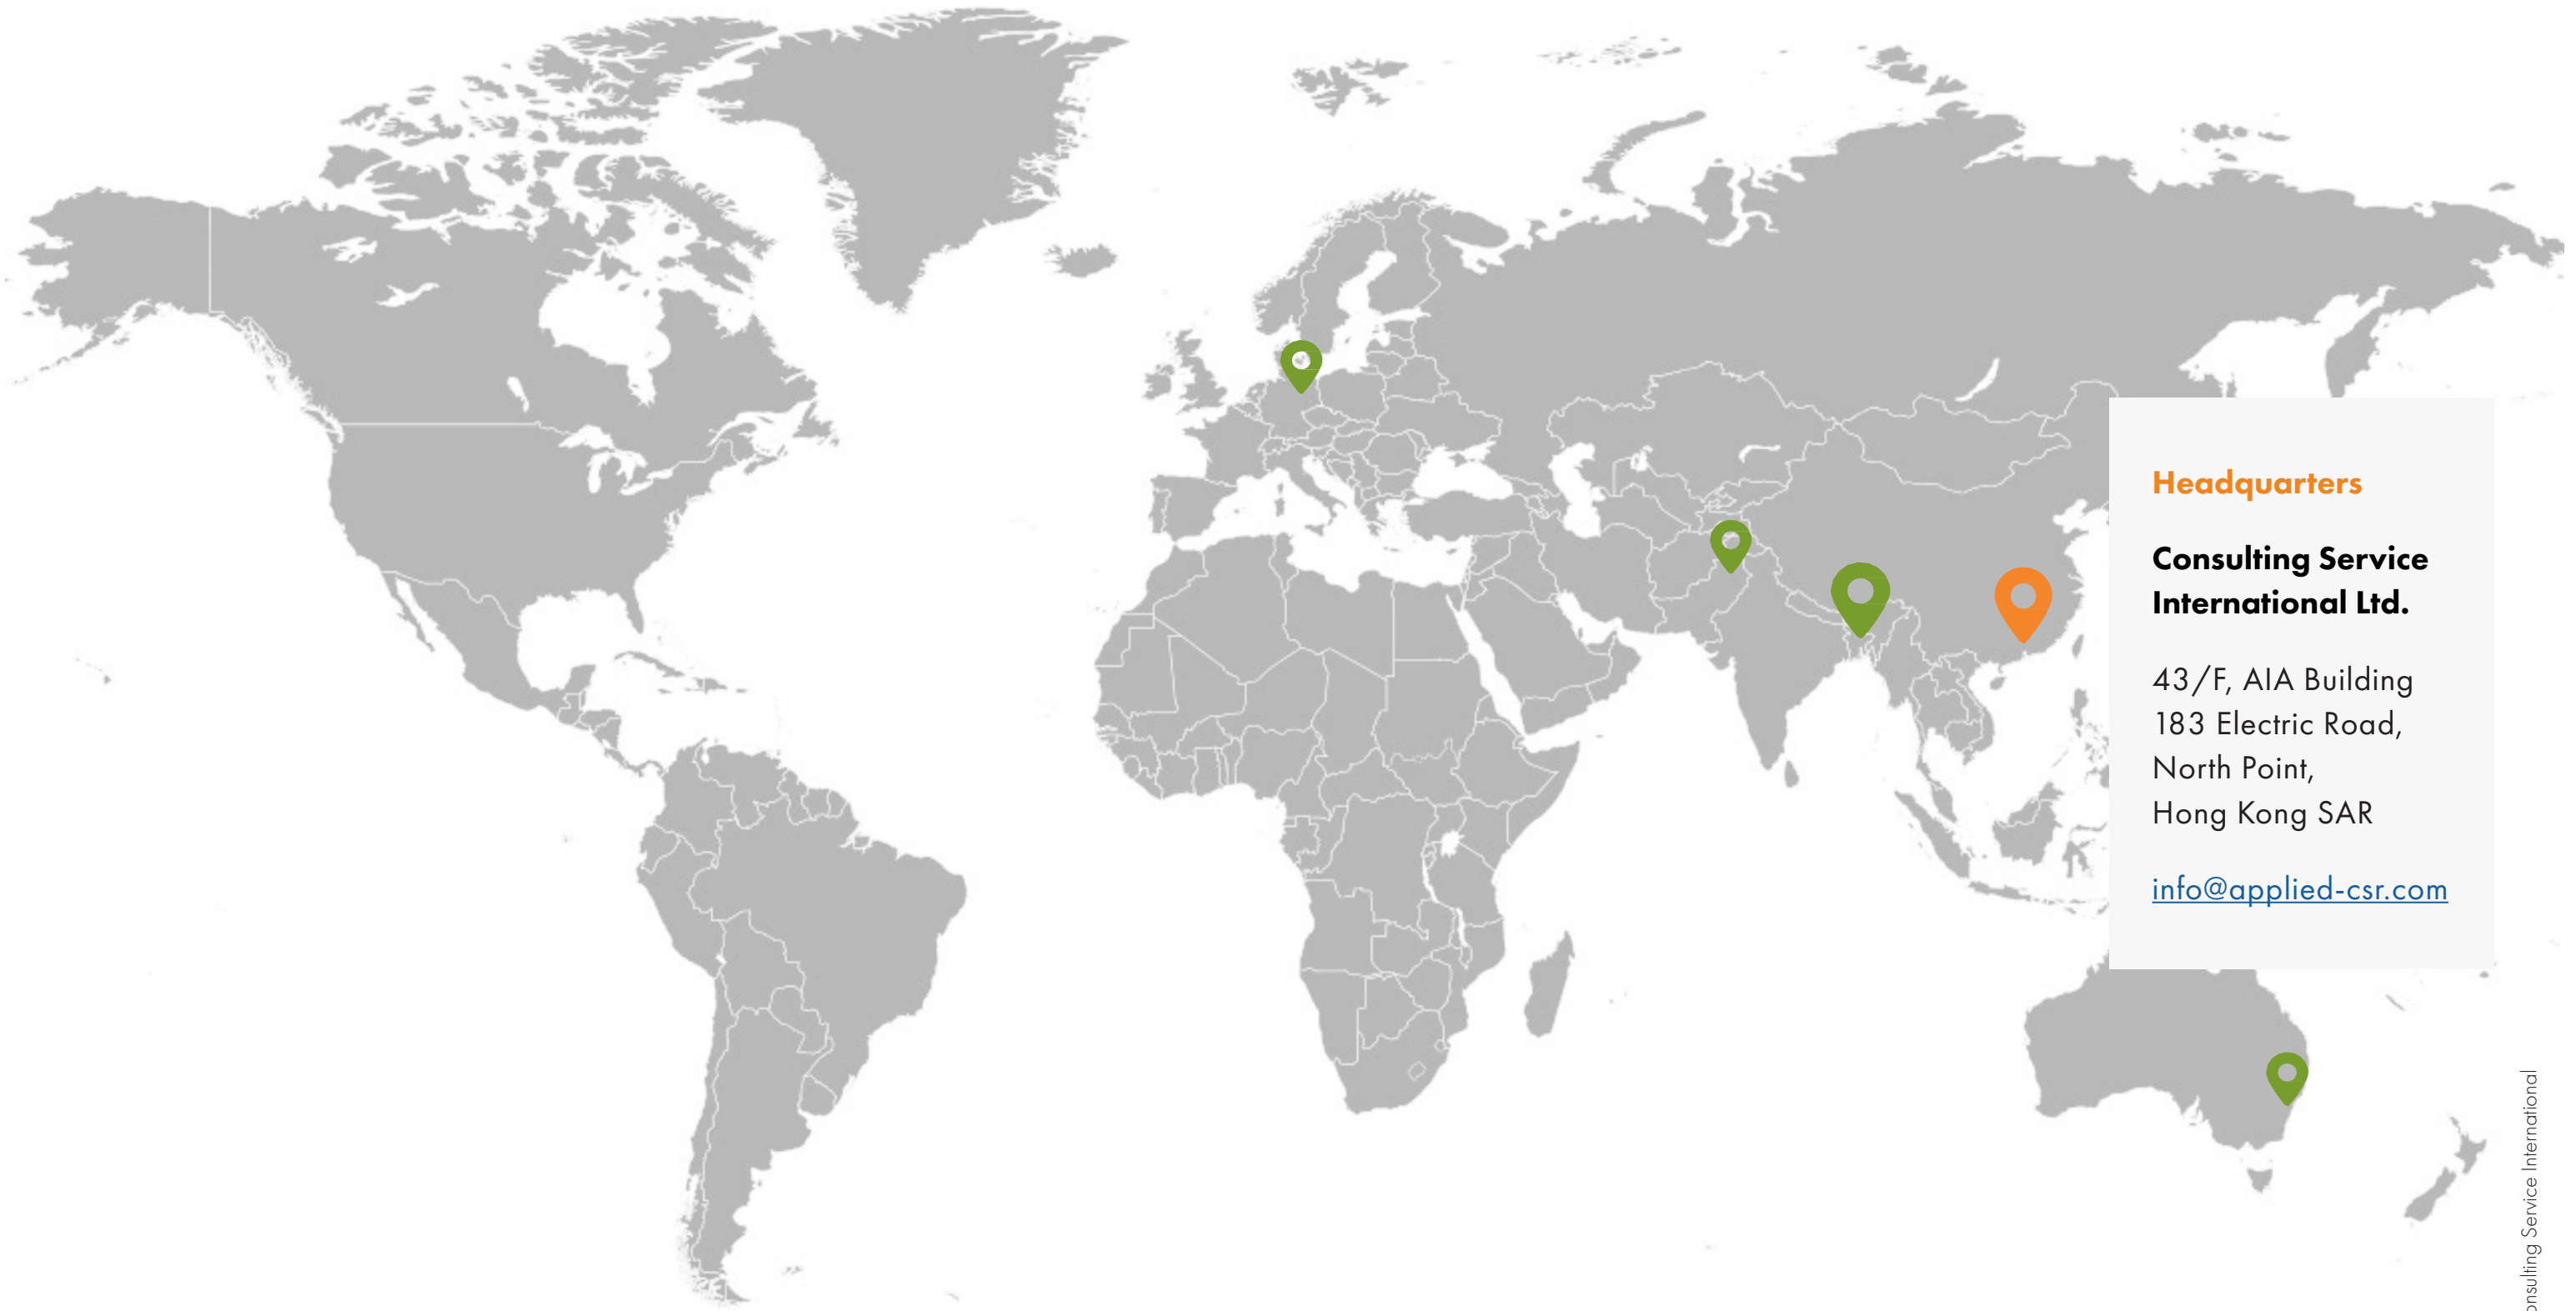 Headquarters
Consulting Service
International Ltd.
43/F, AIA Building
183 Electric Road,
North Point,
Hong Kong SAR
info@applied-csr.com
Service International